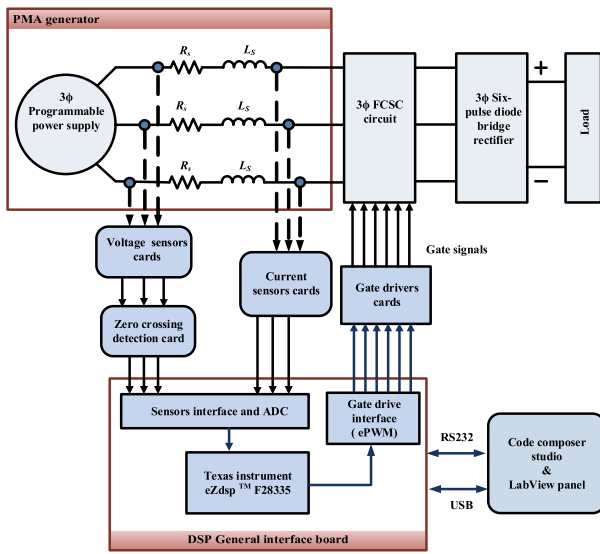 PMA generator
3ϕ
Programmable
power supply
Rs
LS
Rs
LS
Rs
LS
3ϕ FCSC
circuit
3ϕ Six-
pulse diode
bridge
rectifier
+
−
Load
Voltage sensors
cards
Zero crossing
detection card
Current
sensors cards
Gate signals
Gate drivers
cards
Sensors interface and ADC
Gate drive
interface
( ePWM)
Texas instrument
eZdsp TM F28335
RS232
USB
Code composer
studio
&
LabView panel
DSP General interface board